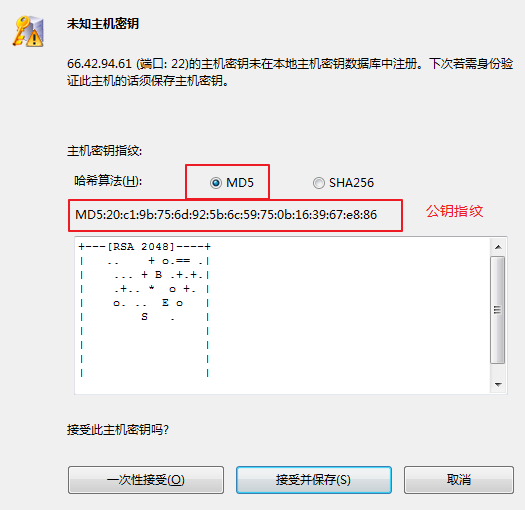 未知主机密钥
66.42.94.61 (端口: 22)的主机密钥未在本地主机密钥数据库中注册。下次若需身份验
证此主机的话须保存主机密钥。
主机密钥指纹:
哈希算法(H): MD5 SHA256
MD5:20:c1:9b:75:6d:92:5b:6c:59:75:0b:16:39:67:e8:86 公钥指纹
+---[RSA 2048]----+
|   ..    + o.== .|
|    ... + B .+.+.|
|    .+.. *  o +. |
|    o. ..  E o   |
|        S   .    |
|                 |
|                 |
|                 |
接受此主机密钥吗?
一次性接受(O) 接受并保存(S) 取消